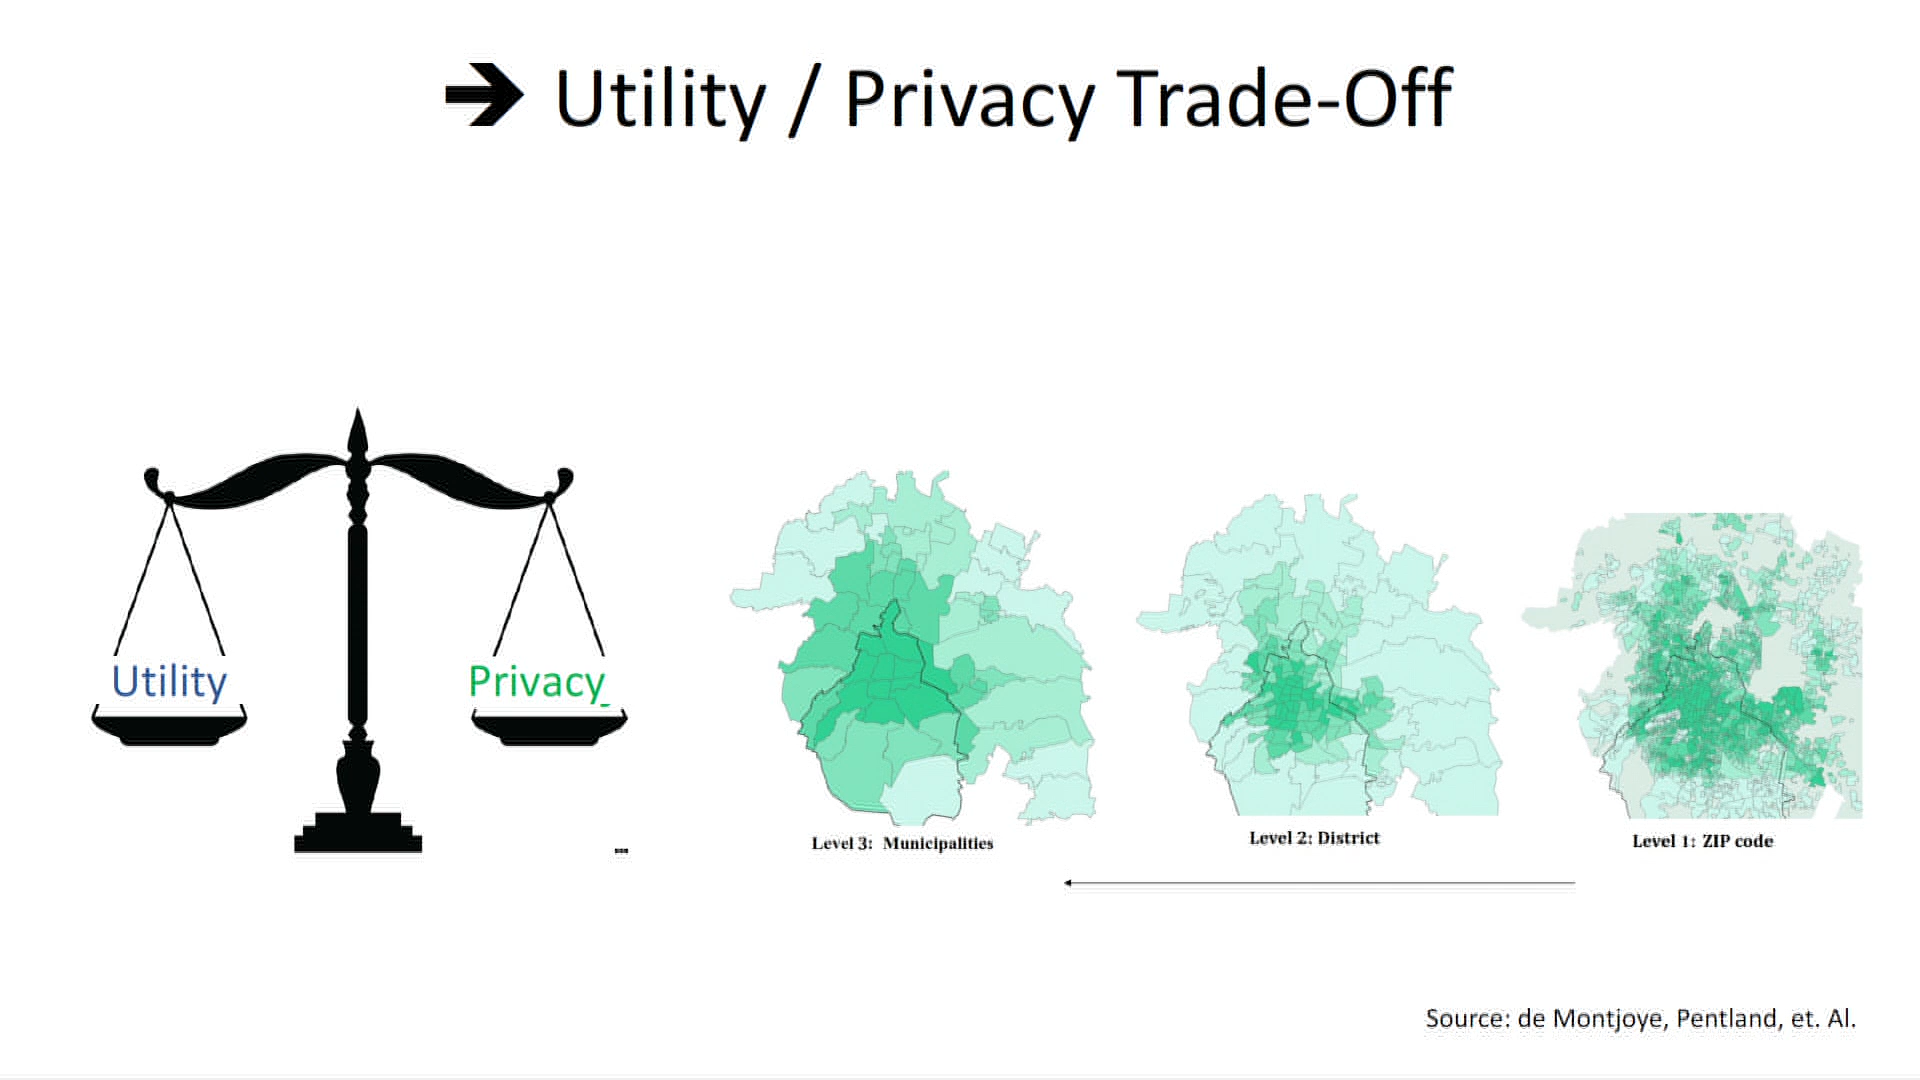 → Utility / Privacy Trade-Off
Utility
Privacy
Level 3: Municipalities
Level 2: District
Level 1: ZIP code
Source: de Montjoye, Pentland, et. Al.